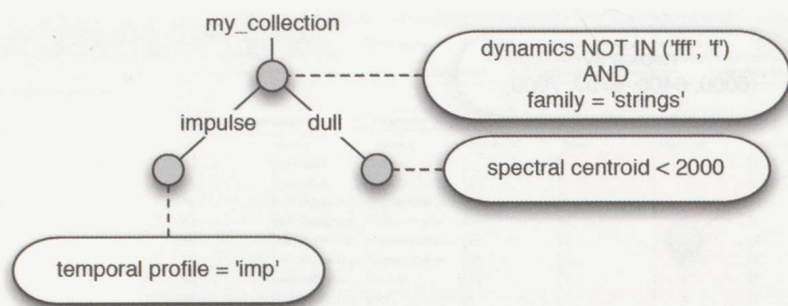 my_collection
dynamics NOT IN ('fff', 'f')
AND
family = 'strings'
impulse
dull
spectral centroid < 2000
temporal profile = 'imp'